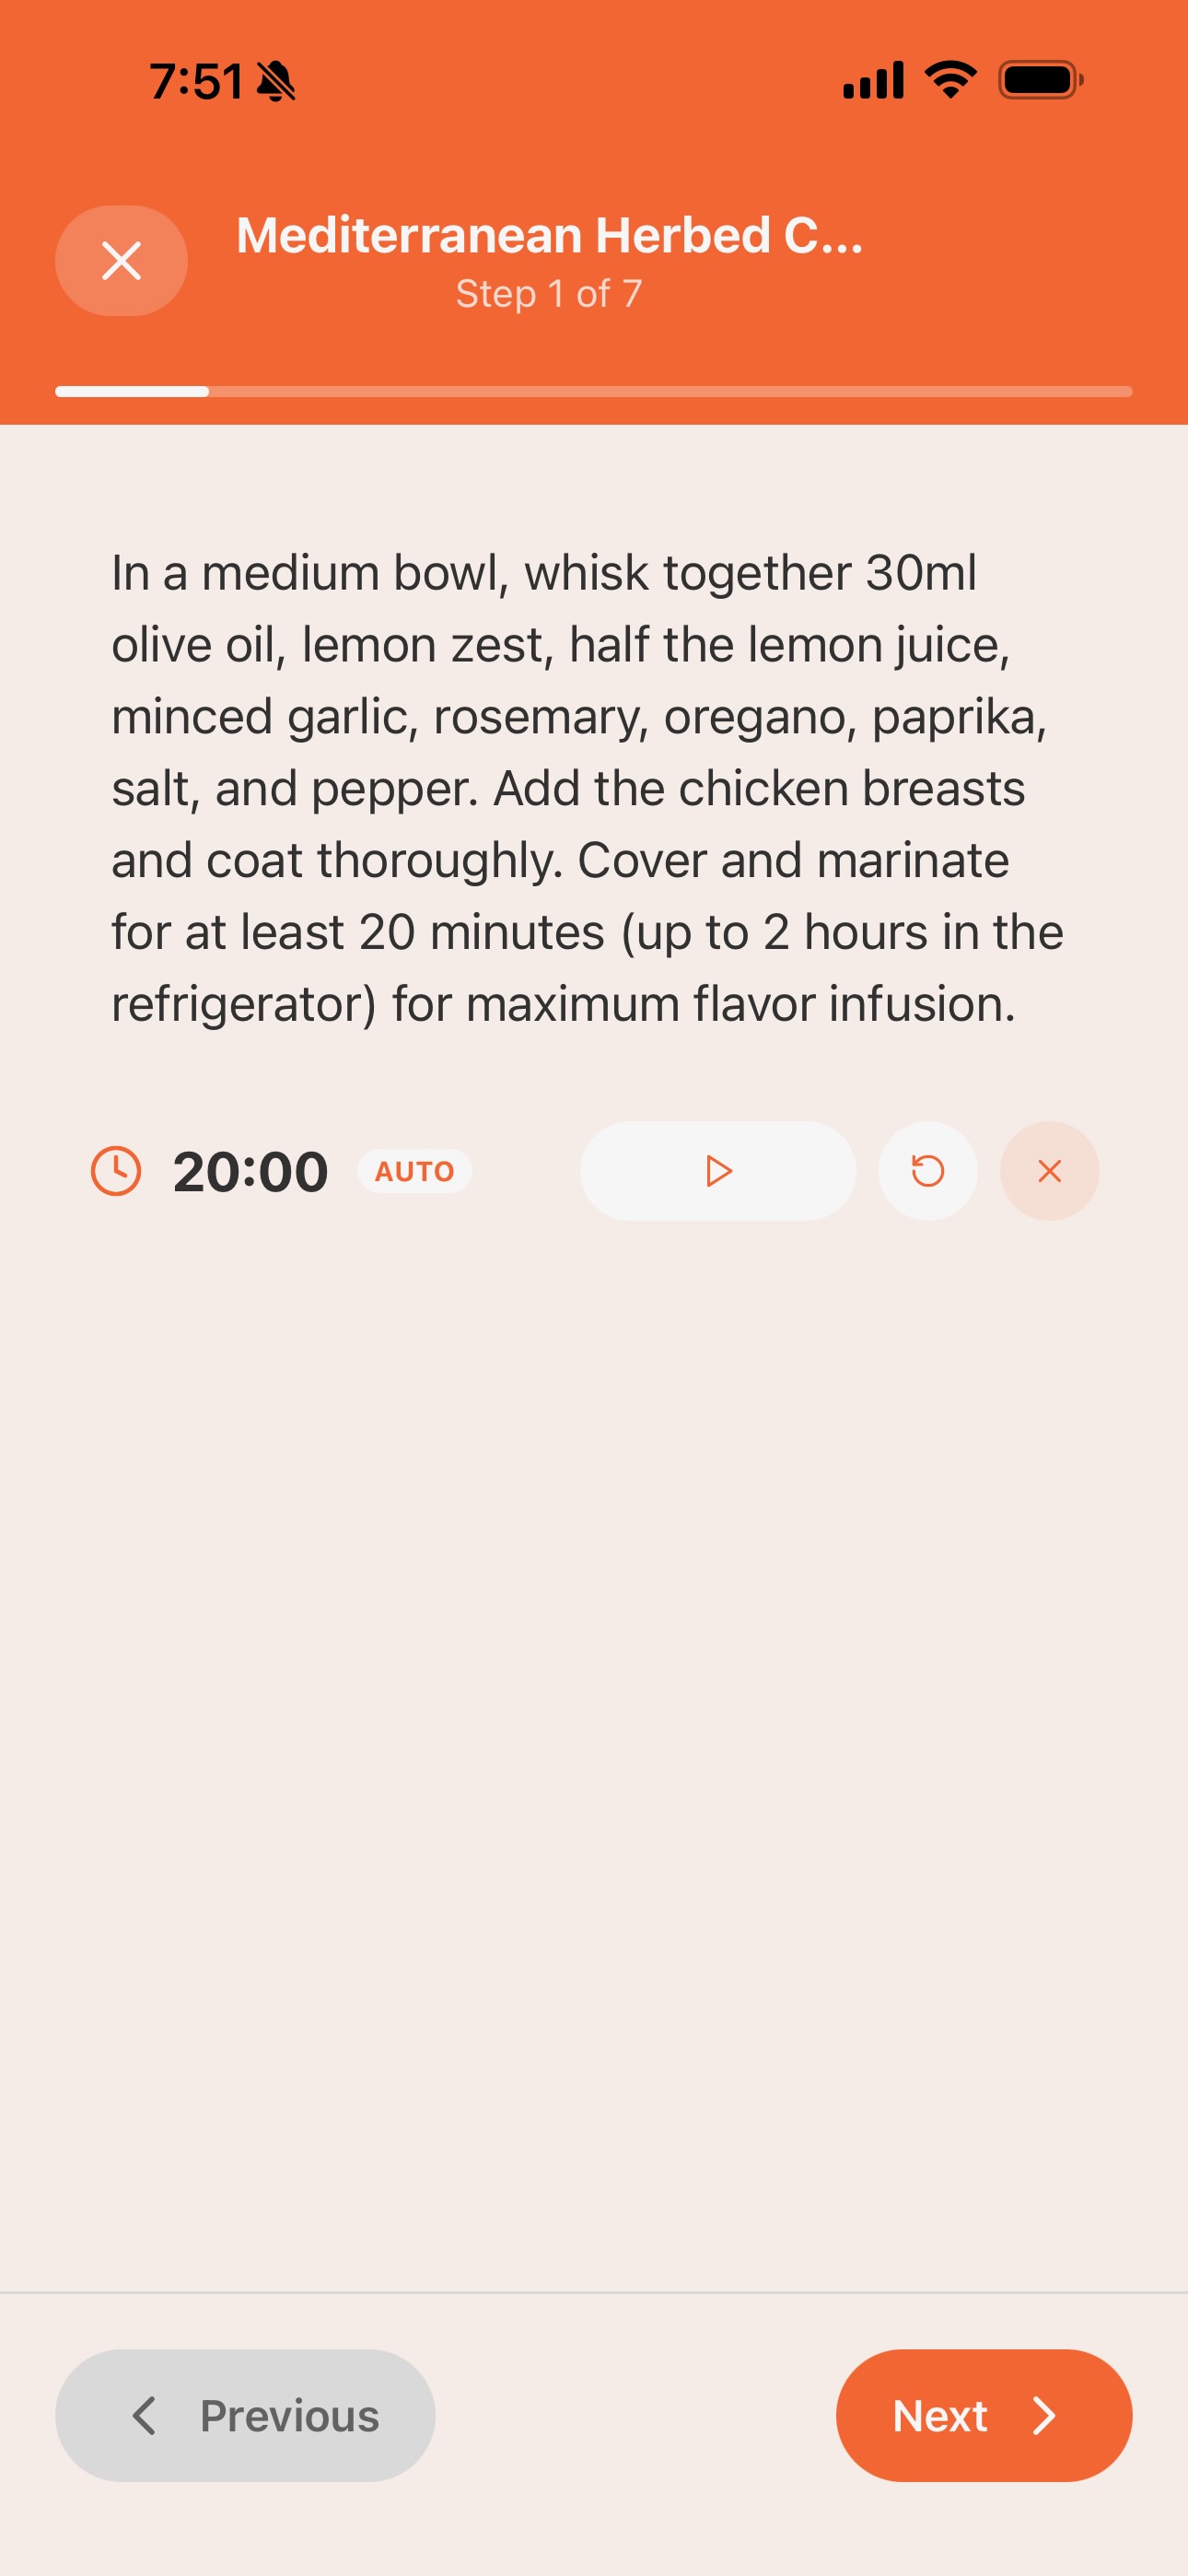 7:51
Mediterranean Herbed C...
Step 1 of 7
In a medium bowl, whisk together 30ml
olive oil, lemon zest, half the lemon juice,
minced garlic, rosemary, oregano, paprika,
salt, and pepper. Add the chicken breasts
and coat thoroughly. Cover and marinate
for at least 20 minutes (up to 2 hours in the
refrigerator) for maximum flavor infusion.
20:00 AUTO
Previous
Next